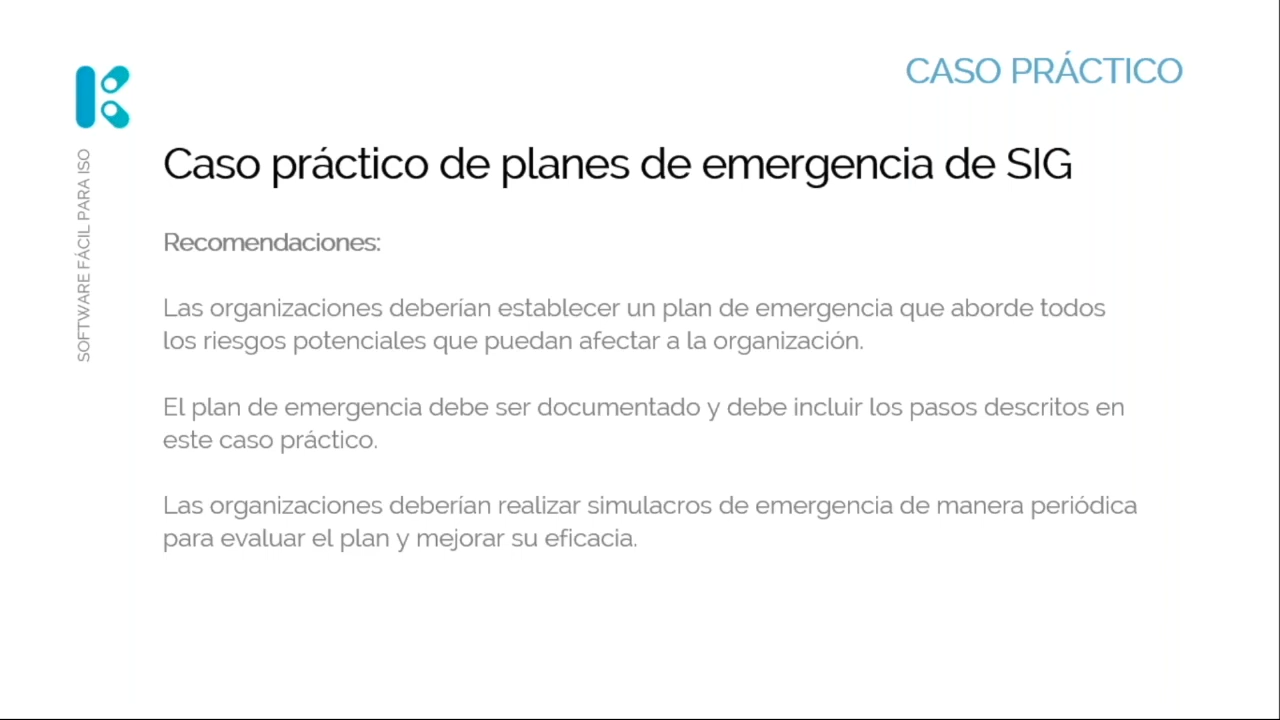 CASO PRÁCTICO
SOFTWARE FÁCIL PARA ISO
Caso práctico de planes de emergencia de SIG
Recomendaciones:
Las organizaciones deberían establecer un plan de emergencia que aborde todos
los riesgos potenciales que puedan afectar a la organización.
El plan de emergencia debe ser documentado y debe incluir los pasos descritos en
este caso práctico.
Las organizaciones deberían realizar simulacros de emergencia de manera periódica
para evaluar el plan y mejorar su eficacia.